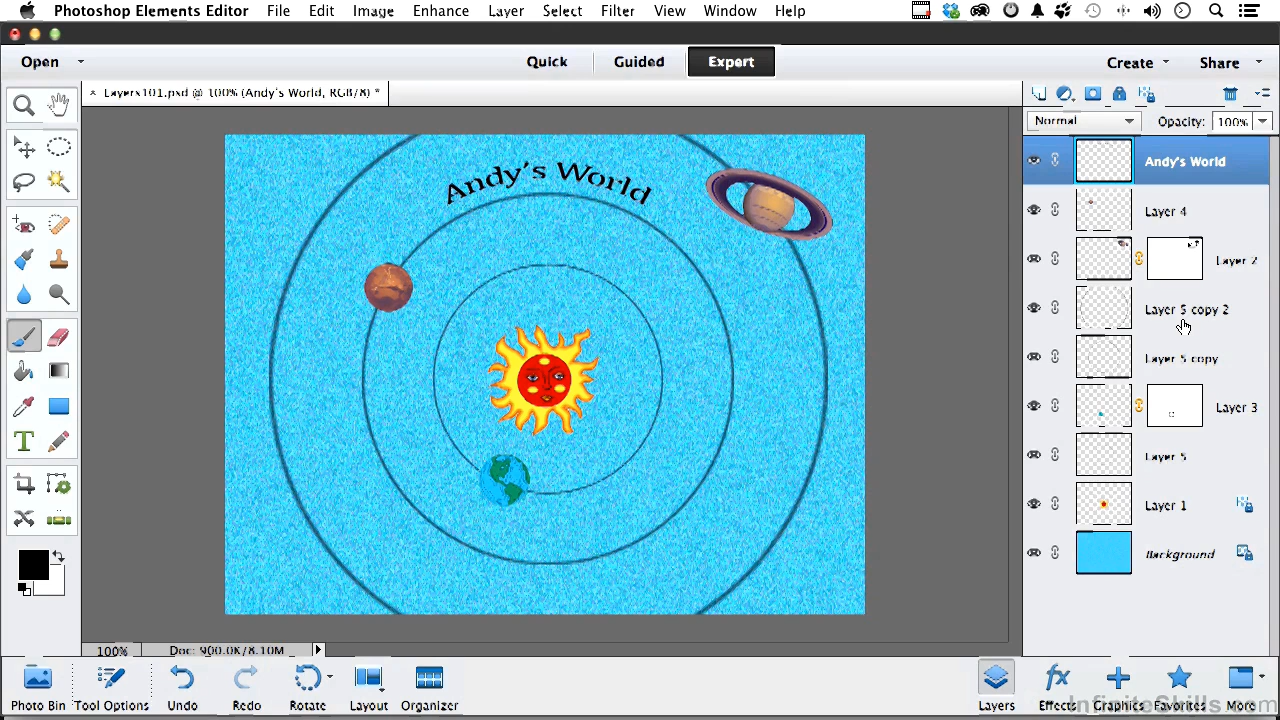 Photoshop Elements Editor File Edit Image Enhance Layer Select Filter View Window Help
Open Quick Guided Expert Create Share
× Layers101.psd @ 100% (Andy's World, RGB/8) *
Normal Opacity: 100%
Andy's World
Andy's World
Layer 4
Layer 2
Layer 5 copy 2
Layer 5 copy
Layer 3
Layer 5
Layer 1
Background
T
100% Doc: 900.0K/8.10M
fx
Photo Bin Tool Options Undo Redo Rotate Layout Organizer Layers Effects Graphics Favorites More
InfiniteSkills.com